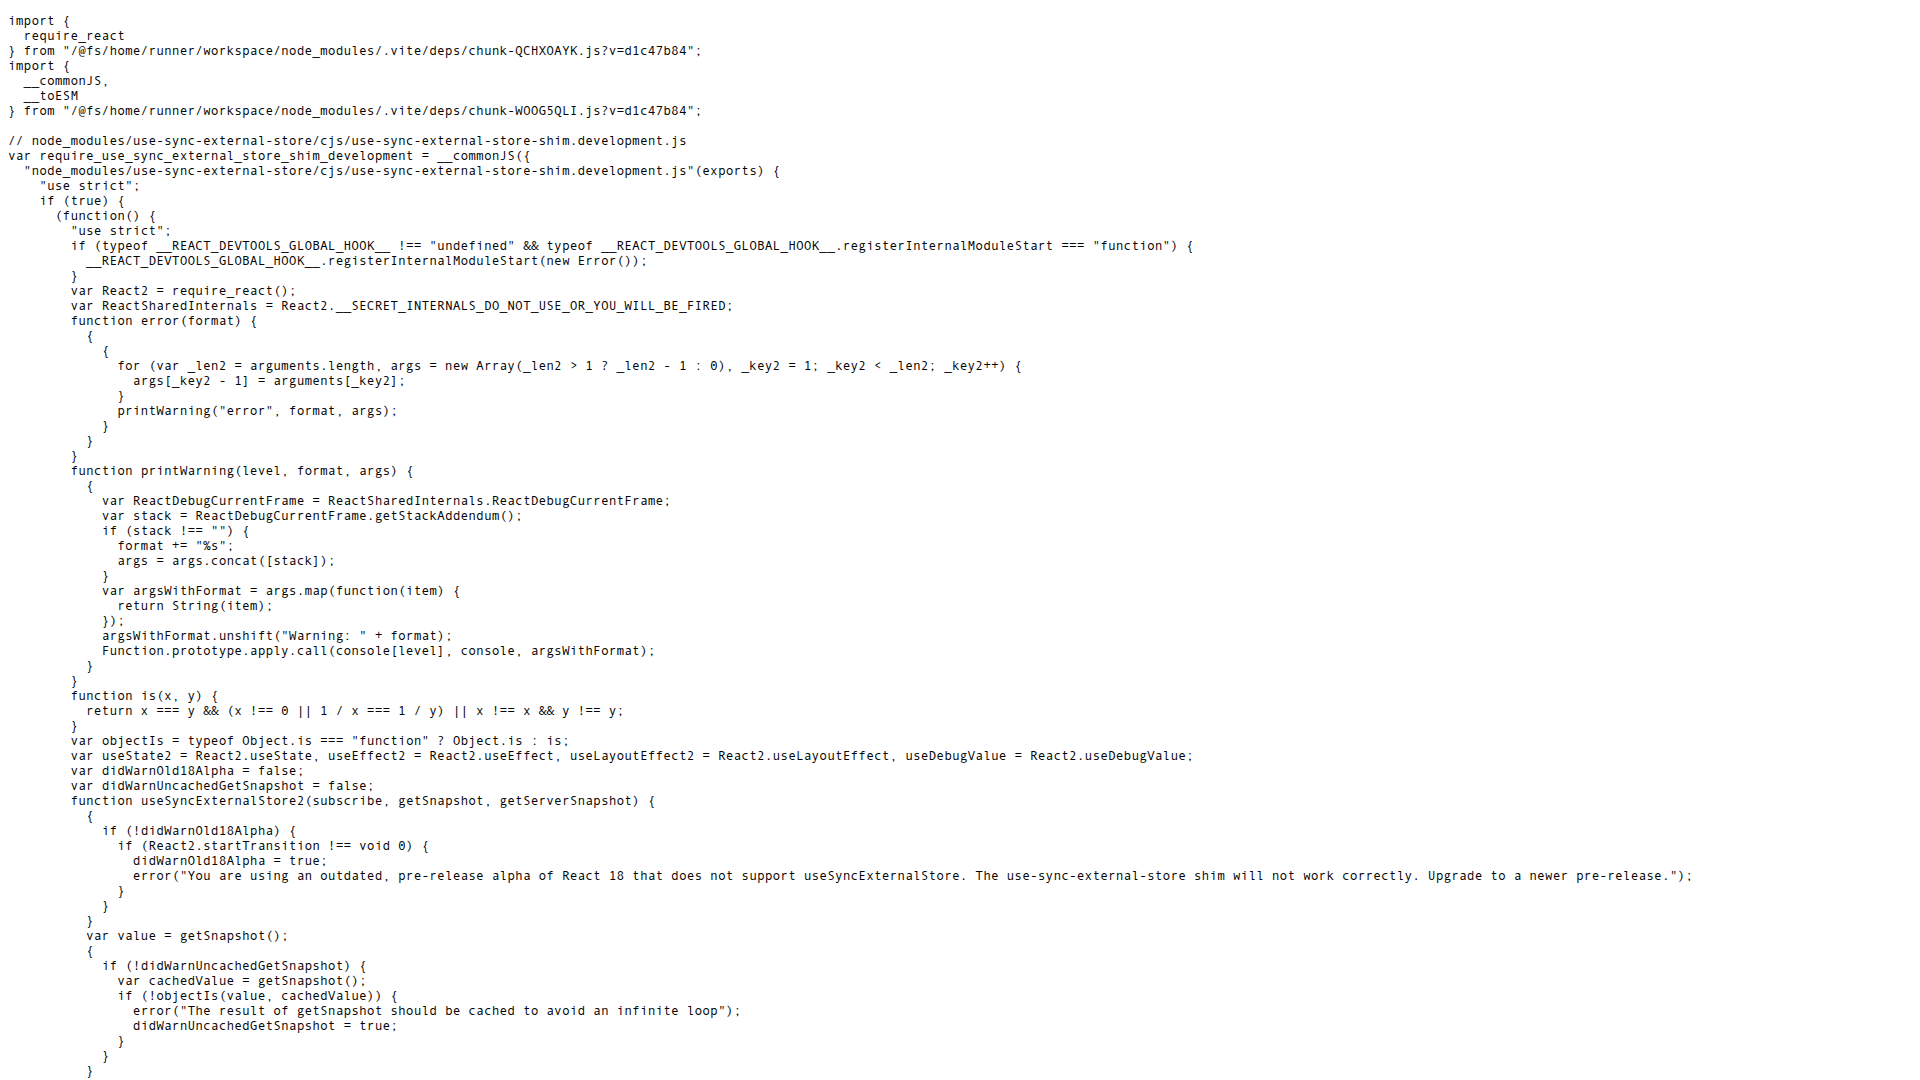 import {
  require_react
} from "/@fs/home/runner/workspace/node_modules/.vite/deps/chunk-QCHXOAYK.js?v=d1c47b84";
import {
  __commonJS,
  __toESM
} from "/@fs/home/runner/workspace/node_modules/.vite/deps/chunk-WOOG5QLI.js?v=d1c47b84";

// node_modules/use-sync-external-store/cjs/use-sync-external-store-shim.development.js
var require_use_sync_external_store_shim_development = __commonJS({
  "node_modules/use-sync-external-store/cjs/use-sync-external-store-shim.development.js"(exports) {
    "use strict";
    if (true) {
      (function() {
        "use strict";
        if (typeof __REACT_DEVTOOLS_GLOBAL_HOOK__ !== "undefined" && typeof __REACT_DEVTOOLS_GLOBAL_HOOK__.registerInternalModuleStart === "function") {
          __REACT_DEVTOOLS_GLOBAL_HOOK__.registerInternalModuleStart(new Error());
        }
        var React2 = require_react();
        var ReactSharedInternals = React2.__SECRET_INTERNALS_DO_NOT_USE_OR_YOU_WILL_BE_FIRED;
        function error(format) {
          {
            {
              for (var _len2 = arguments.length, args = new Array(_len2 > 1 ? _len2 - 1 : 0), _key2 = 1; _key2 < _len2; _key2++) {
                args[_key2 - 1] = arguments[_key2];
              }
              printWarning("error", format, args);
            }
          }
        }
        function printWarning(level, format, args) {
          {
            var ReactDebugCurrentFrame = ReactSharedInternals.ReactDebugCurrentFrame;
            var stack = ReactDebugCurrentFrame.getStackAddendum();
            if (stack !== "") {
              format += "%s";
              args = args.concat([stack]);
            }
            var argsWithFormat = args.map(function(item) {
              return String(item);
            });
            argsWithFormat.unshift("Warning: " + format);
            Function.prototype.apply.call(console[level], console, argsWithFormat);
          }
        }
        function is(x, y) {
          return x === y && (x !== 0 || 1 / x === 1 / y) || x !== x && y !== y;
        }
        var objectIs = typeof Object.is === "function" ? Object.is : is;
        var useState2 = React2.useState, useEffect2 = React2.useEffect, useLayoutEffect2 = React2.useLayoutEffect, useDebugValue = React2.useDebugValue;
        var didWarnOld18Alpha = false;
        var didWarnUncachedGetSnapshot = false;
        function useSyncExternalStore2(subscribe, getSnapshot, getServerSnapshot) {
          {
            if (!didWarnOld18Alpha) {
              if (React2.startTransition !== void 0) {
                didWarnOld18Alpha = true;
                error("You are using an outdated, pre-release alpha of React 18 that does not support useSyncExternalStore. The use-sync-external-store shim will not work correctly. Upgrade to a newer pre-release.");
              }
            }
          }
          var value = getSnapshot();
          {
            if (!didWarnUncachedGetSnapshot) {
              var cachedValue = getSnapshot();
              if (!objectIs(value, cachedValue)) {
                error("The result of getSnapshot should be cached to avoid an infinite loop");
                didWarnUncachedGetSnapshot = true;
              }
            }
          }